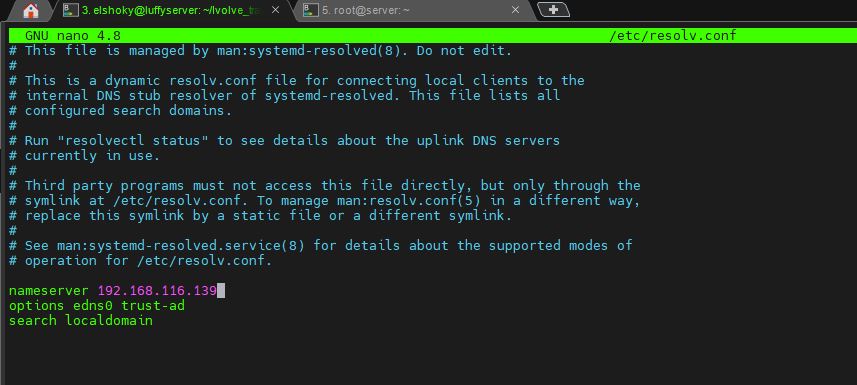 3. elshoky@luffyserver: ~/Ivolve_tra
5. root@server: ~
GNU nano 4.8 /etc/resolv.conf
# This file is managed by man:systemd-resolved(8). Do not edit.
#
# This is a dynamic resolv.conf file for connecting local clients to the
# internal DNS stub resolver of systemd-resolved. This file lists all
# configured search domains.
#
# Run "resolvectl status" to see details about the uplink DNS servers
# currently in use.
#
# Third party programs must not access this file directly, but only through the
# symlink at /etc/resolv.conf. To manage man:resolv.conf(5) in a different way,
# replace this symlink by a static file or a different symlink.
#
# See man:systemd-resolved.service(8) for details about the supported modes of
# operation for /etc/resolv.conf.
nameserver 192.168.116.139
options edns0 trust-ad
search localdomain